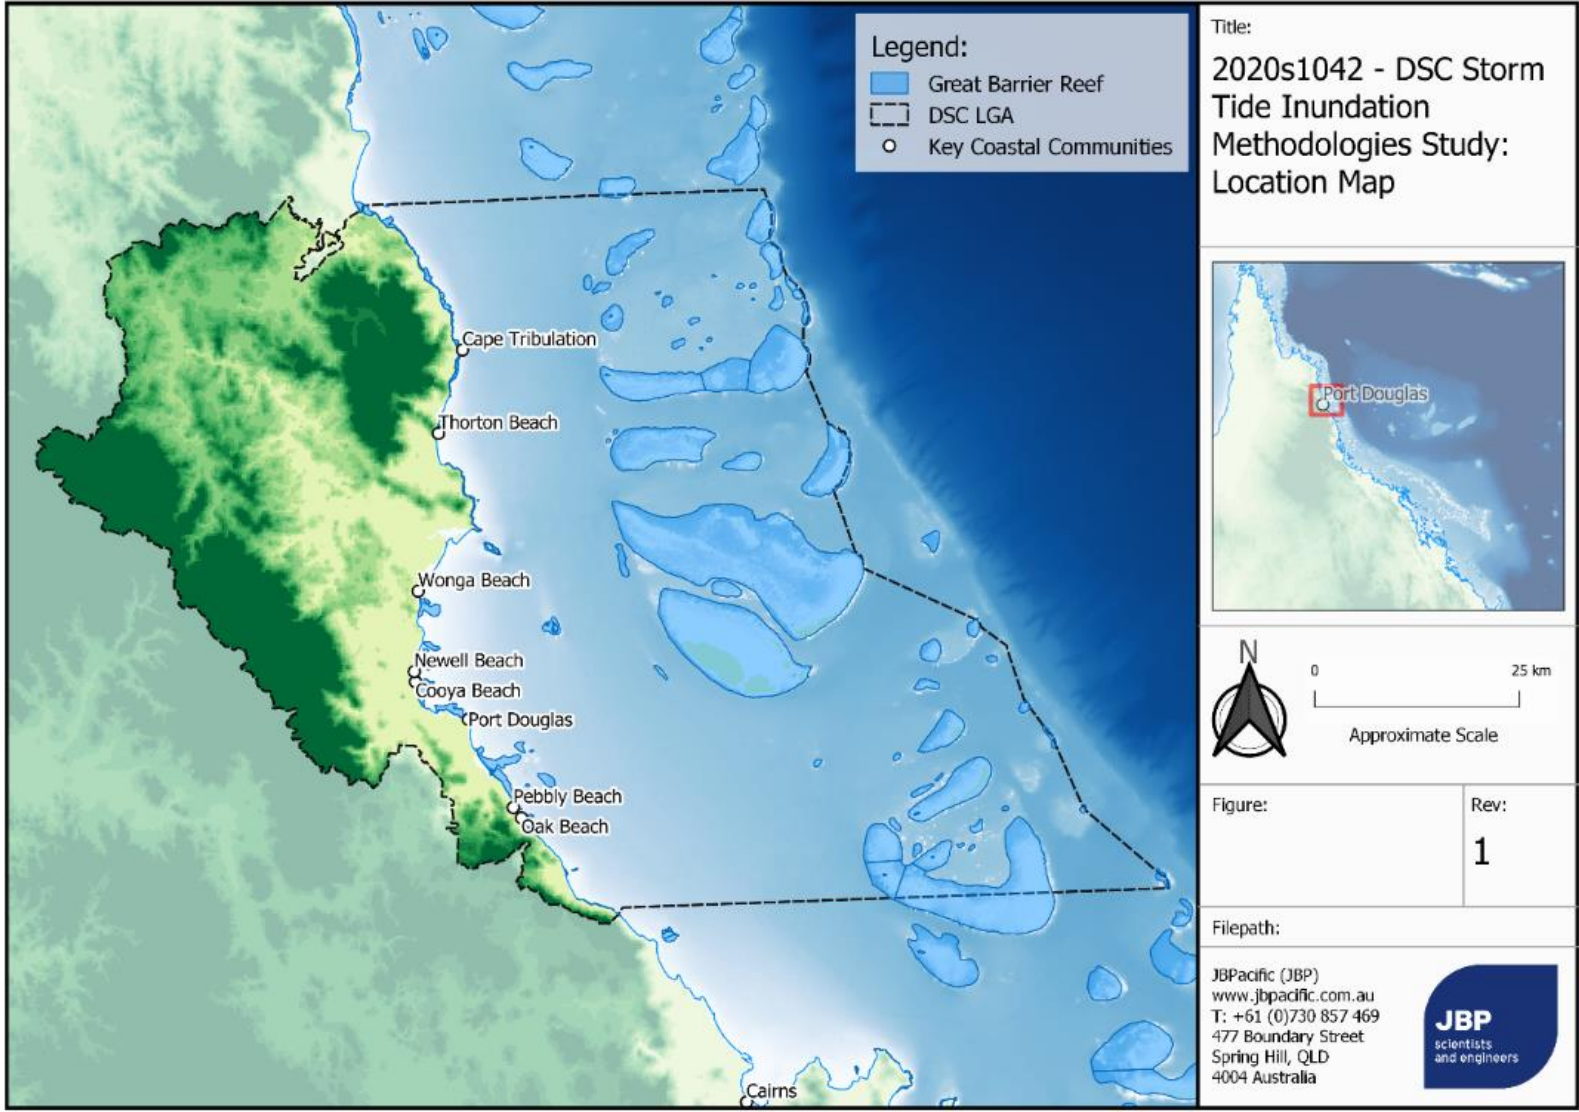 Legend:
Great Barrier Reef
DSC LGA
Key Coastal Communities
Cape Tribulation
Thorton Beach
Wonga Beach
Newell Beach
Cooya Beach
Port Douglas
Pebbly Beach
Oak Beach
Cairns
Title:
2020s1042 - DSC Storm
Tide Inundation
Methodologies Study:
Location Map
Port Douglas
N
0 25 km
Approximate Scale
Figure:
Rev:
1
Filepath:
JBPacific (JBP)
www.jbpacific.com.au
T: +61 (0)730 857 469
477 Boundary Street
Spring Hill, QLD
4004 Australia
JBP
scientists
and engineers